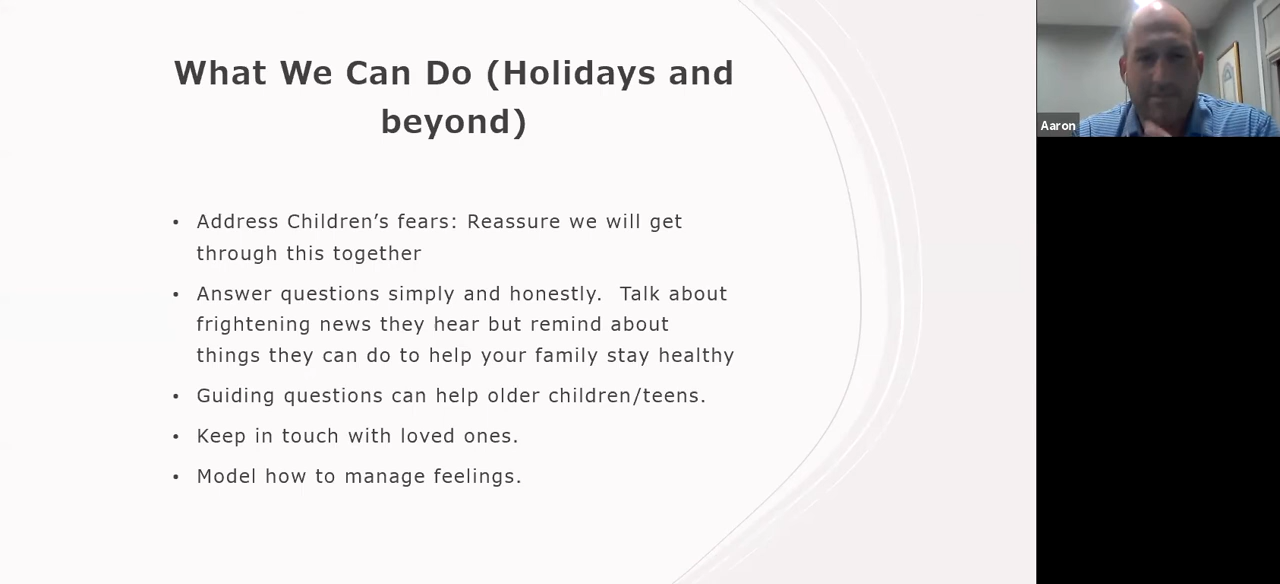 What We Can Do (Holidays and
beyond)
• Address Children’s fears: Reassure we will get
through this together
• Answer questions simply and honestly.  Talk about
frightening news they hear but remind about
things they can do to help your family stay healthy
• Guiding questions can help older children/teens.
• Keep in touch with loved ones.
• Model how to manage feelings.
Aaron